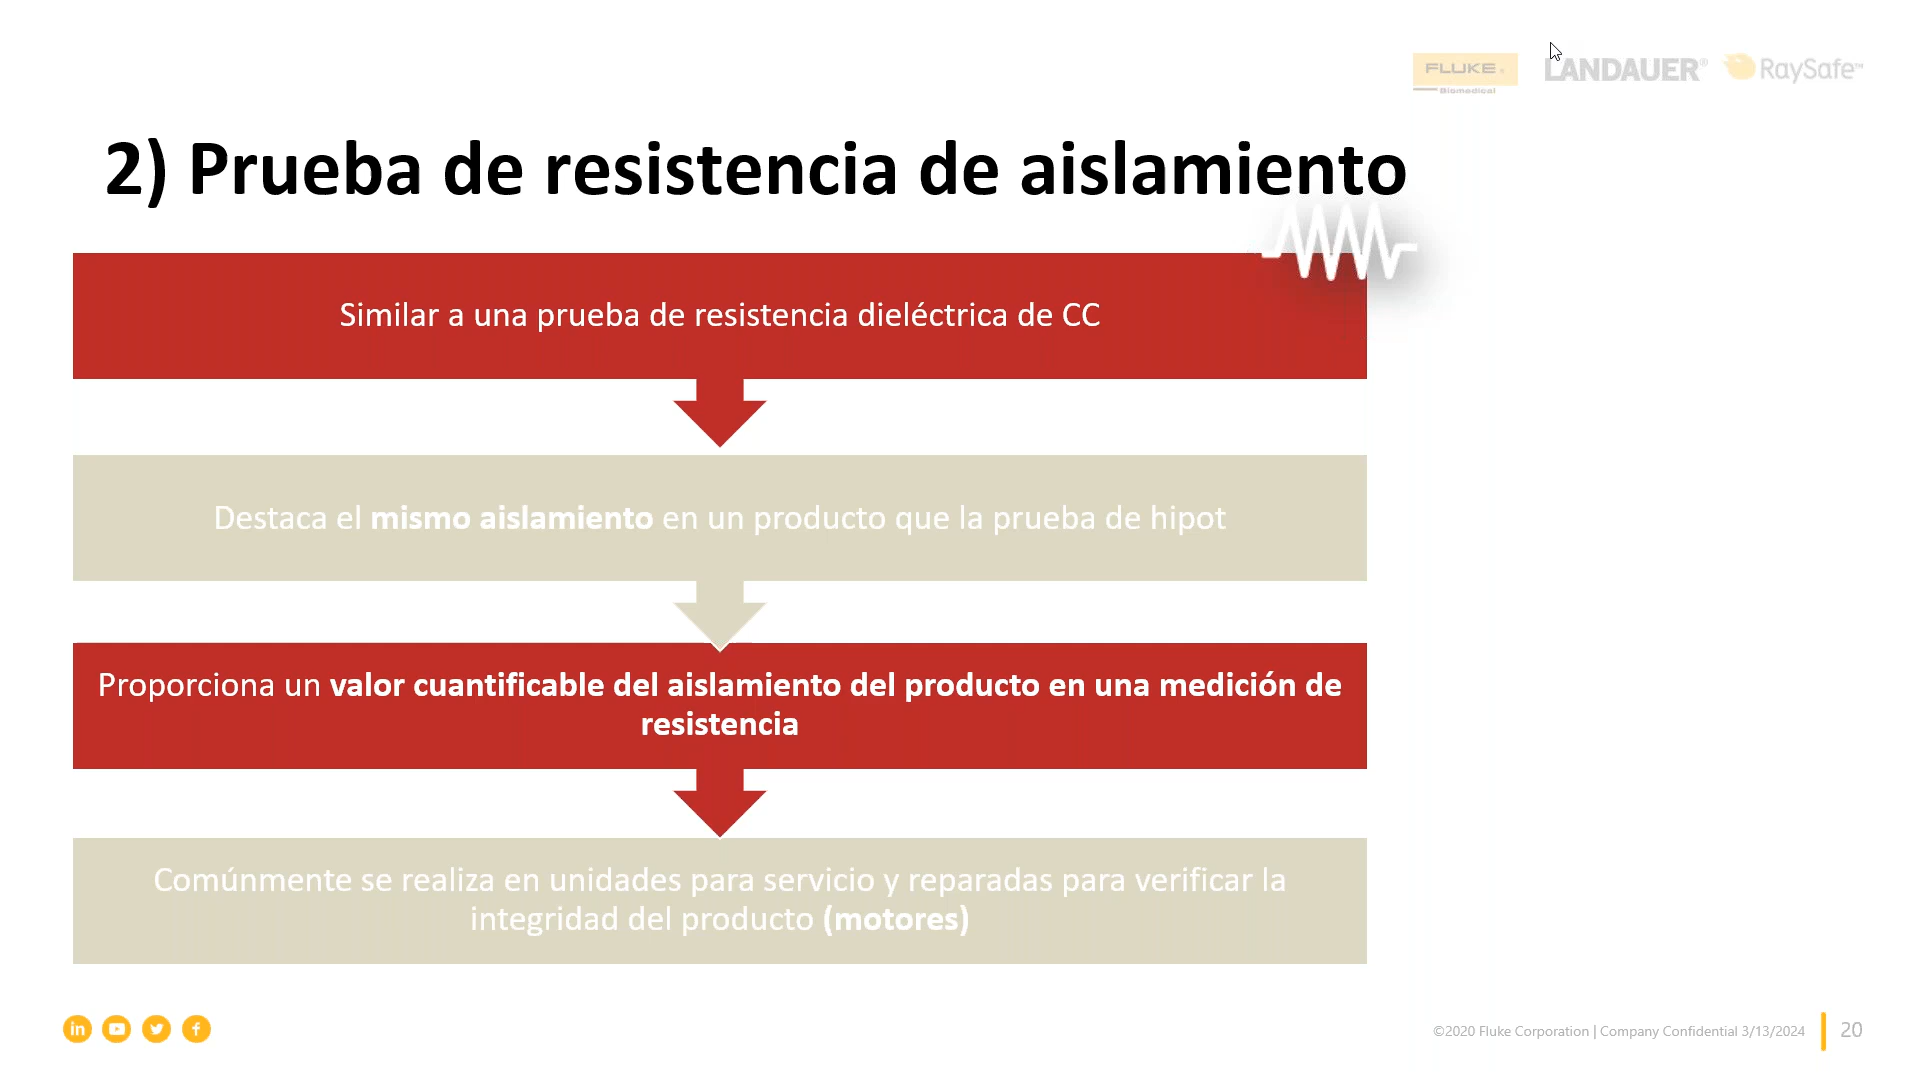 FLUKE®
Biomedical
LANDAUER®
RaySafe™
2) Prueba de resistencia de aislamiento
Similar a una prueba de resistencia dieléctrica de CC
Destaca el mismo aislamiento en un producto que la prueba de hipot
Proporciona un valor cuantificable del aislamiento del producto en una medición de
resistencia
Comúnmente se realiza en unidades para servicio y reparadas para verificar la
integridad del producto (motores)
©2020 Fluke Corporation | Company Confidential 3/13/2024
20